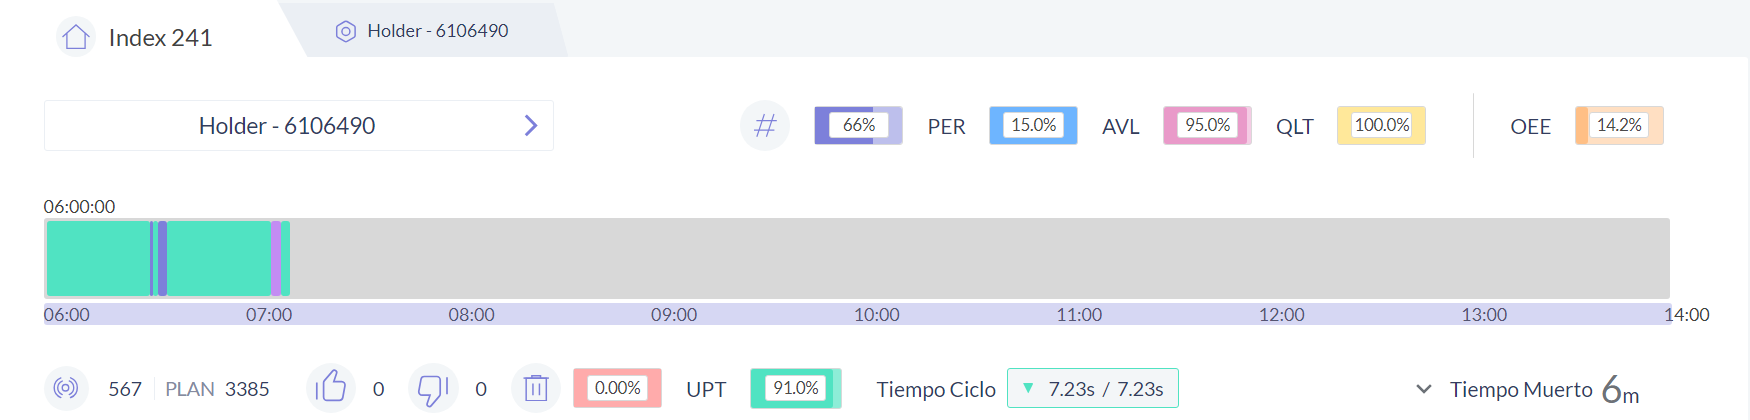 Index 241
Holder - 6106490
Holder - 6106490
# 66% PER 15.0% AVL 95.0% QLT 100.0% OEE 14.2%
06:00:00
06:00 07:00 08:00 09:00 10:00 11:00 12:00 13:00 14:00
567 PLAN 3385 0 0 0.00% UPT 91.0% Tiempo Ciclo 7.23s / 7.23s Tiempo Muerto 6m